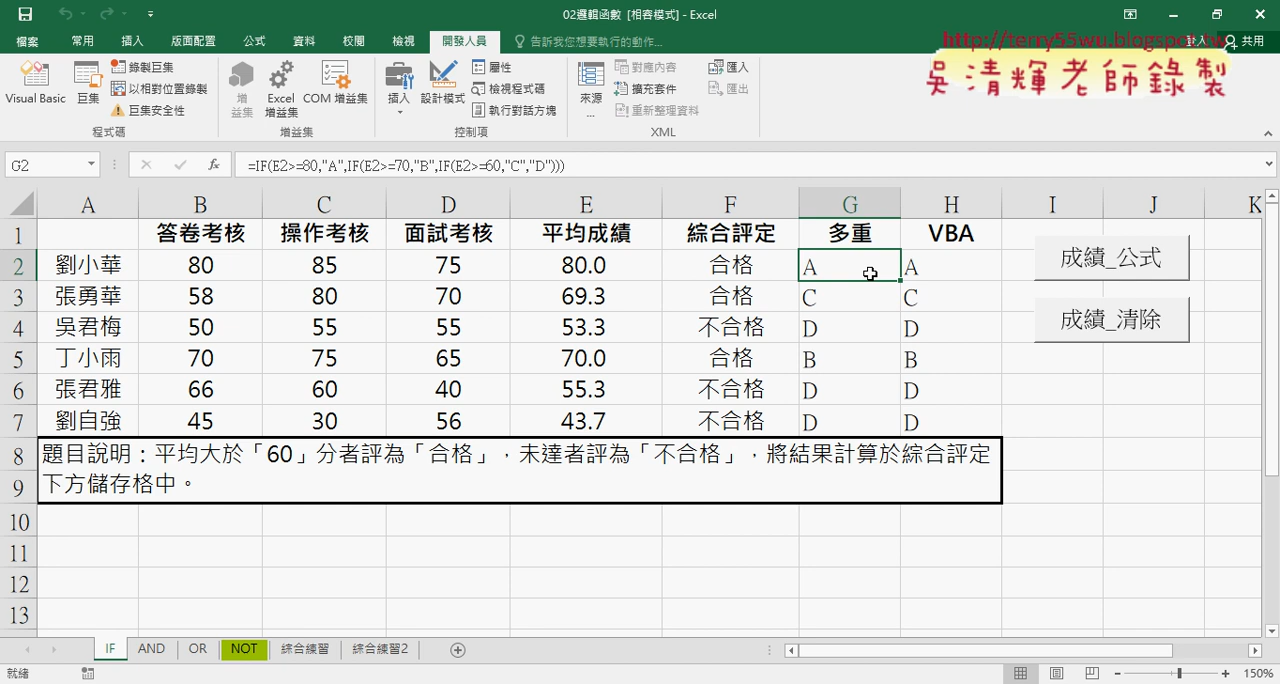 02邏輯函數 [相容模式] - Excel
檔案 常用 插入 版面配置 公式 資料 校閱 檢視 開發人員 告訴我您想要執行的動作... 登入 共用
http://terry55wu.blogspot.tw
吳清輝老師錄製
Visual Basic 巨集 錄製巨集 以相對位置錄製 巨集安全性
增益集 Excel 增益集 COM 增益集
插入 設計模式 屬性 檢視程式碼 執行對話方塊
來源... 對應內容 擴充套件 重新整理資料 匯入 匯出
程式碼 增益集 控制項 XML
G2 fx =IF(E2>=80,"A",IF(E2>=70,"B",IF(E2>=60,"C","D")))
A B C D E F G H I J K
1 答卷考核 操作考核 面試考核 平均成績 綜合評定 多重 VBA
2 劉小華 80 85 75 80.0 合格 A A 成績_公式
3 張勇華 58 80 70 69.3 合格 C C 成績_清除
4 吳君梅 50 55 55 53.3 不合格 D D
5 丁小雨 70 75 65 70.0 合格 B B
6 張君雅 66 60 40 55.3 不合格 D D
7 劉自強 45 30 56 43.7 不合格 D D
8 題目說明：平均大於「60」分者評為「合格」，未達者評為「不合格」，將結果計算於綜合評定
9 下方儲存格中。
10
11
12
13
IF AND OR NOT 綜合練習 綜合練習2
就緒 150%